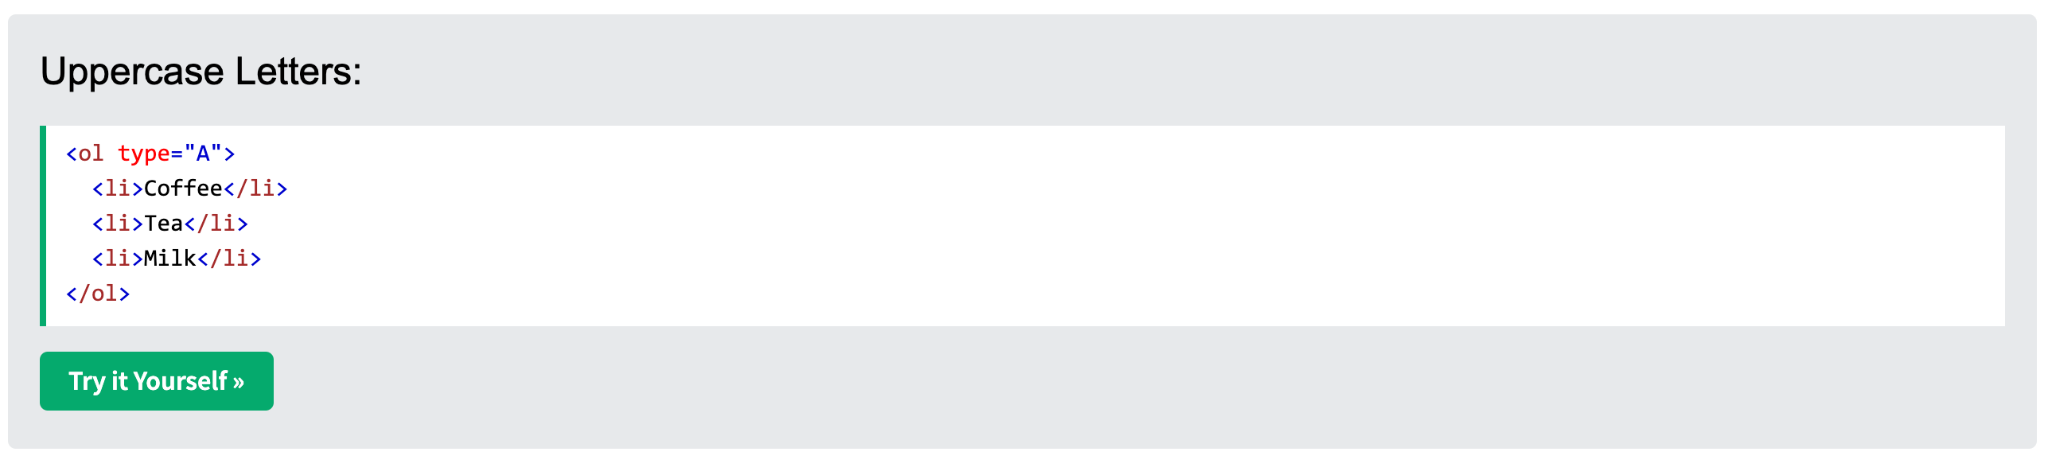 Uppercase Letters:
<ol type="A">
  <li>Coffee</li>
  <li>Tea</li>
  <li>Milk</li>
</ol>
Try it Yourself »